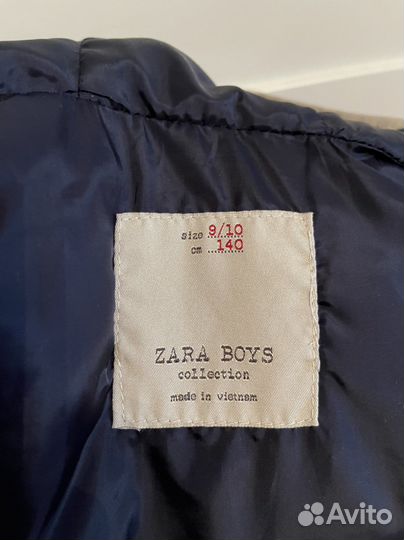 size 9/10
cm 140
ZARA BOYS
collection
made in vietnam
Avito